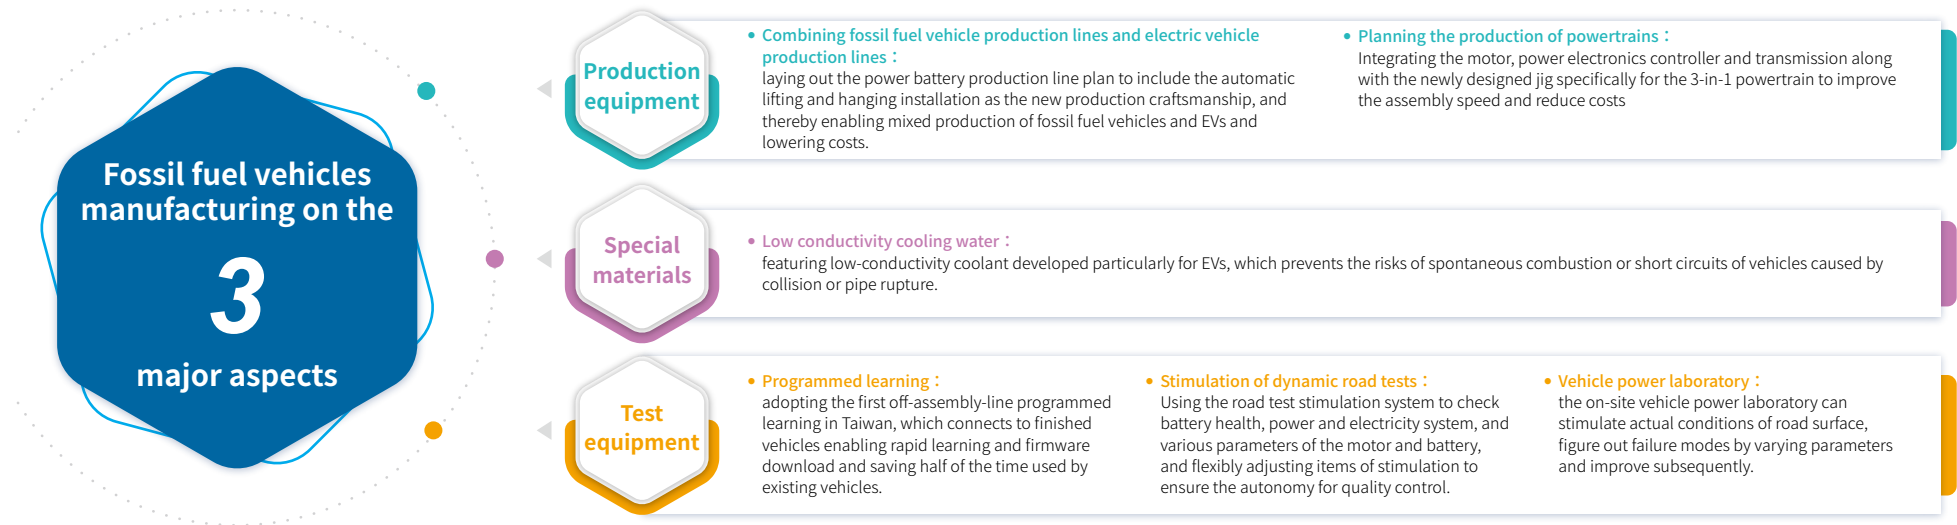 Fossil fuel vehicles
manufacturing on the
3
major aspects
Production
equipment
• Combining fossil fuel vehicle production lines and electric vehicle
production lines：
laying out the power battery production line plan to include the automatic
lifting and hanging installation as the new production craftsmanship, and
thereby enabling mixed production of fossil fuel vehicles and EVs and
lowering costs.
• Planning the production of powertrains：
Integrating the motor, power electronics controller and transmission along
with the newly designed jig specifically for the 3-in-1 powertrain to improve
the assembly speed and reduce costs
Special
materials
• Low conductivity cooling water：
featuring low-conductivity coolant developed particularly for EVs, which prevents the risks of spontaneous combustion or short circuits of vehicles caused by
collision or pipe rupture.
Test
equipment
• Programmed learning：
adopting the first off-assembly-line programmed
learning in Taiwan, which connects to finished
vehicles enabling rapid learning and firmware
download and saving half of the time used by
existing vehicles.
• Stimulation of dynamic road tests：
Using the road test stimulation system to check
battery health, power and electricity system, and
various parameters of the motor and battery,
and flexibly adjusting items of stimulation to
ensure the autonomy for quality control.
• Vehicle power laboratory：
the on-site vehicle power laboratory can
stimulate actual conditions of road surface,
figure out failure modes by varying parameters
and improve subsequently.